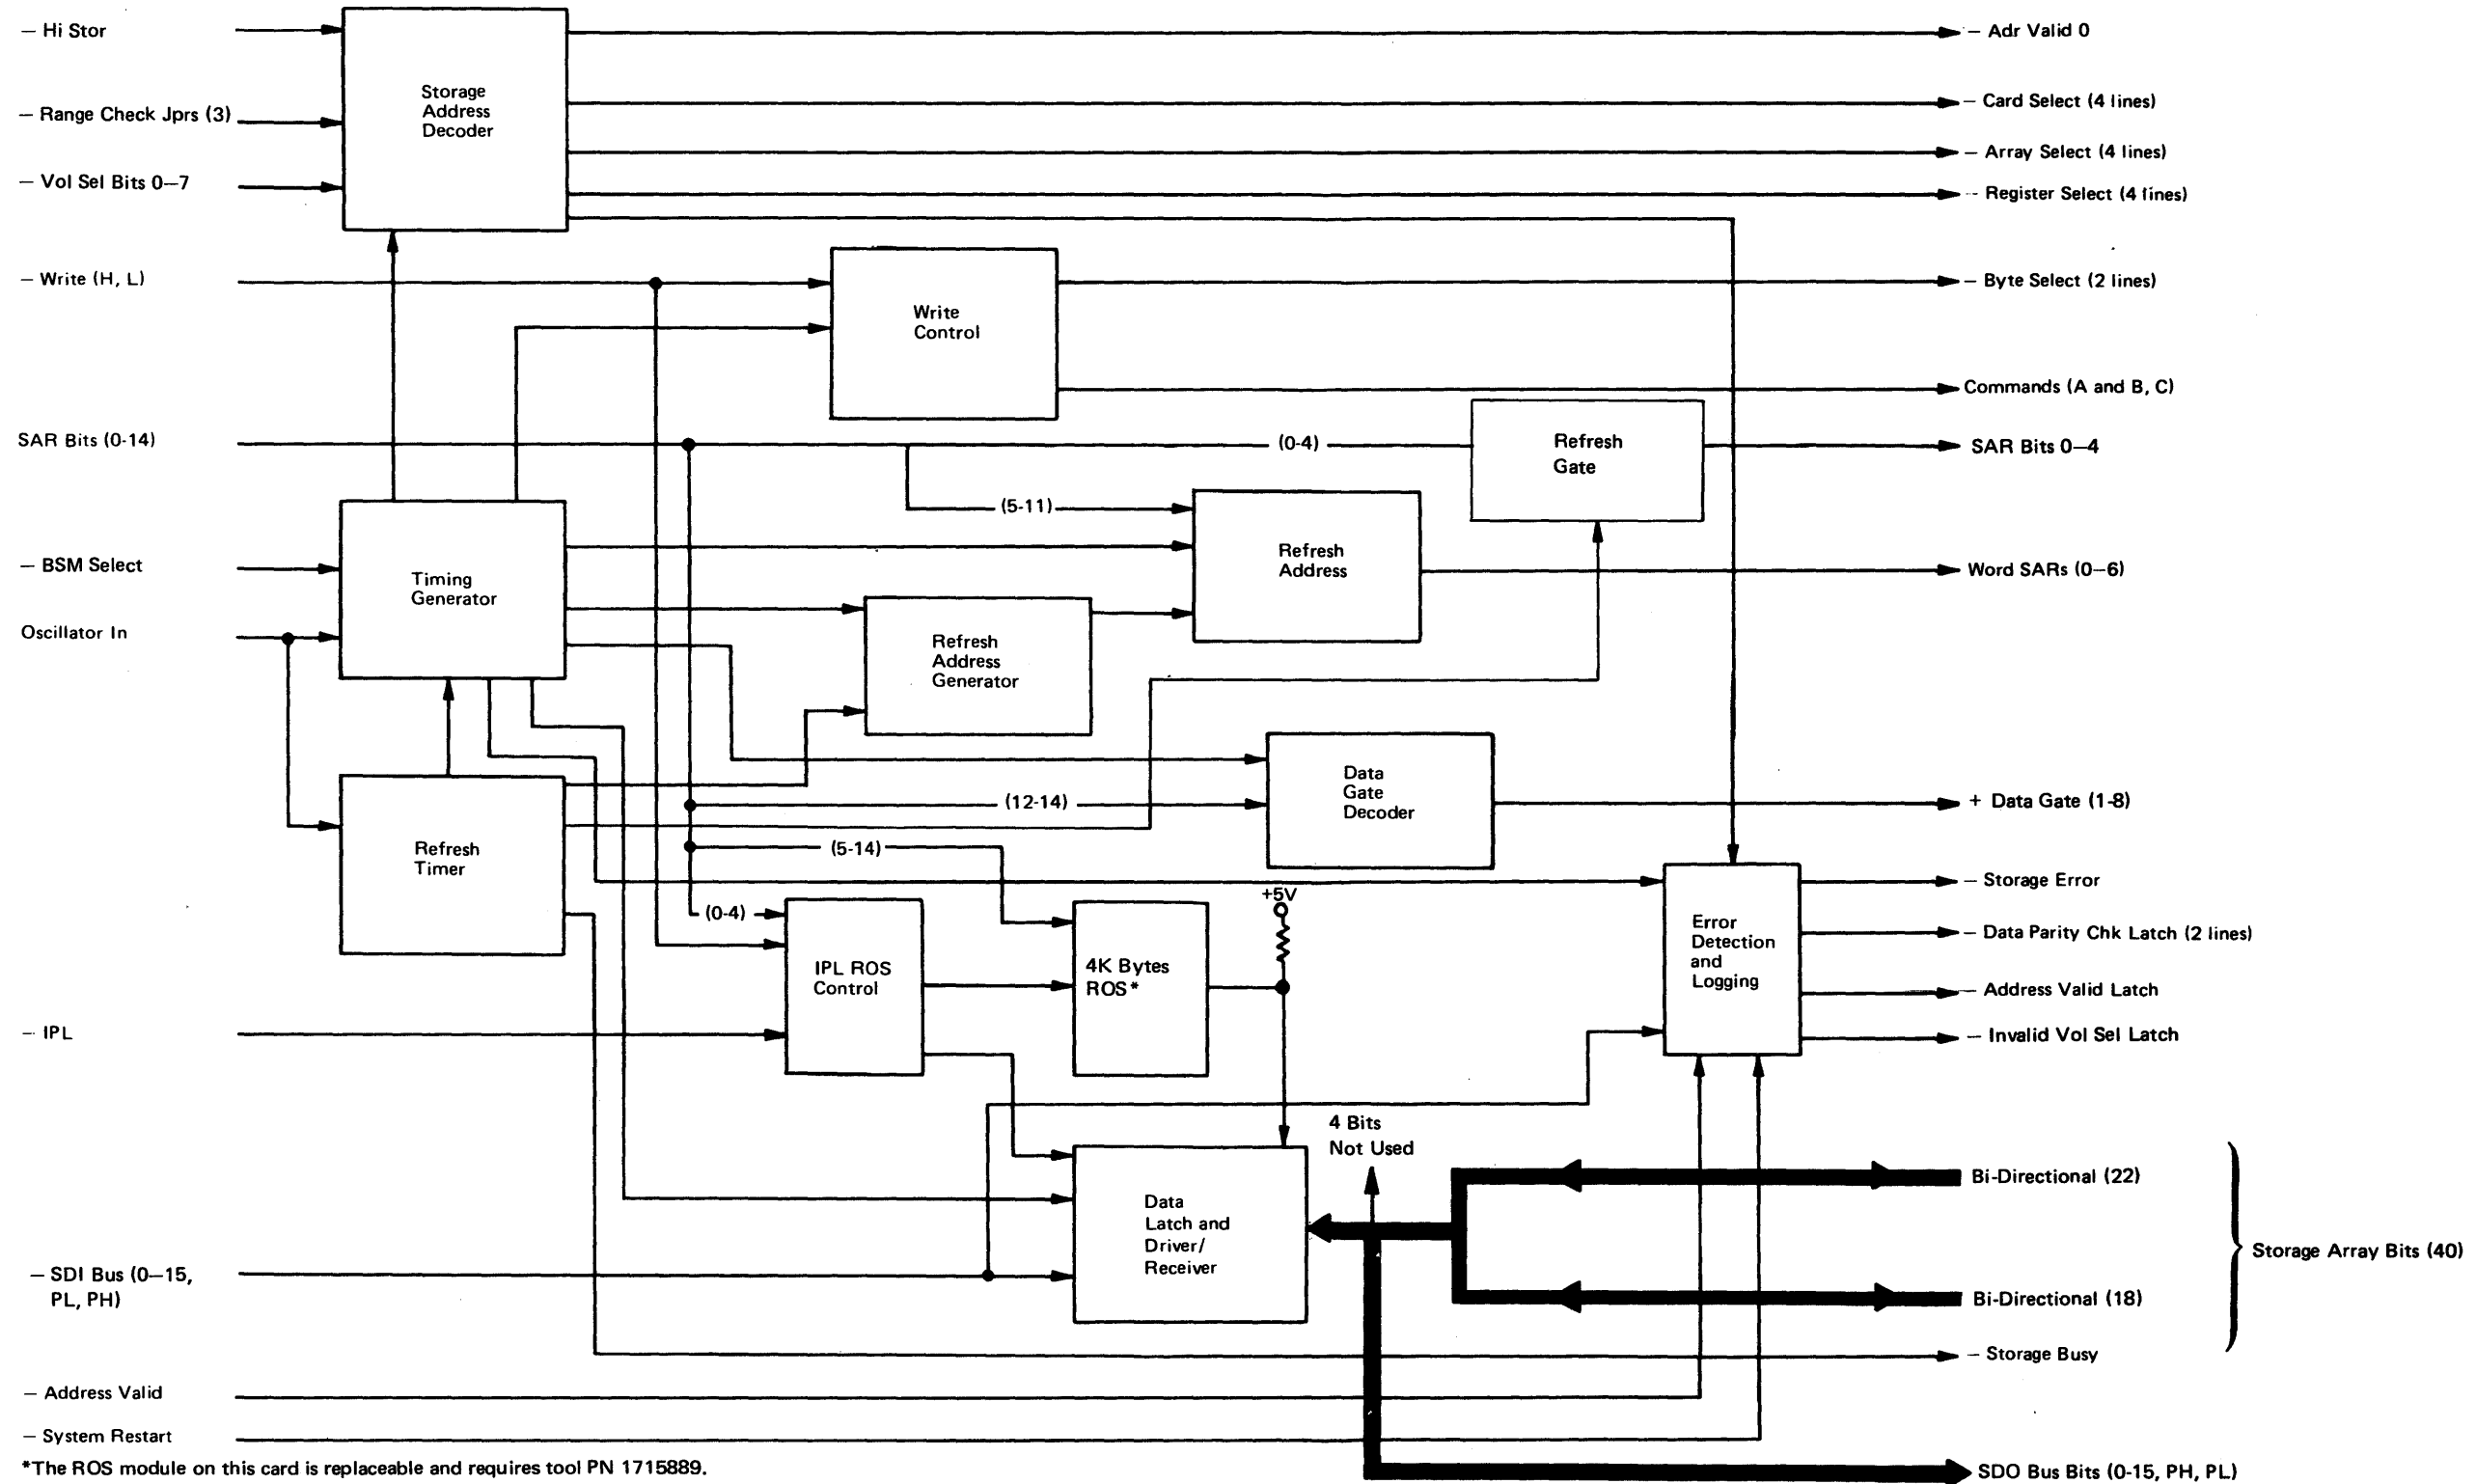 — Hi Stor
— Adr Valid 0
Storage
Address
Decoder
— Card Select (4 lines)
— Range Check Jprs (3)
— Array Select (4 lines)
— Vol Sel Bits 0—7
— Register Select (4 lines)
— Write (H, L)
— Byte Select (2 lines)
Write
Control
Commands (A and B, C)
SAR Bits (0-14)
(0-4)
Refresh
Gate
SAR Bits 0—4
(5-11)
— BSM Select
Timing
Generator
Refresh
Address
Word SARs (0—6)
Oscillator In
Refresh
Address
Generator
Data
Gate
Decoder
(12-14)
+ Data Gate (1-8)
Refresh
Timer
(5-14)
— Storage Error
+5V
(0-4)
Error
Detection
and
Logging
— Data Parity Chk Latch (2 lines)
IPL ROS
Control
4K Bytes
ROS*
— Address Valid Latch
— IPL
— Invalid Vol Sel Latch
4 Bits
Not Used
Bi-Directional (22)
Data
Latch and
Driver/
Receiver
Storage Array Bits (40)
— SDI Bus (0—15,
PL, PH)
Bi-Directional (18)
— Storage Busy
— Address Valid
— System Restart
*The ROS module on this card is replaceable and requires tool PN 1715889.
SDO Bus Bits (0-15, PH, PL)